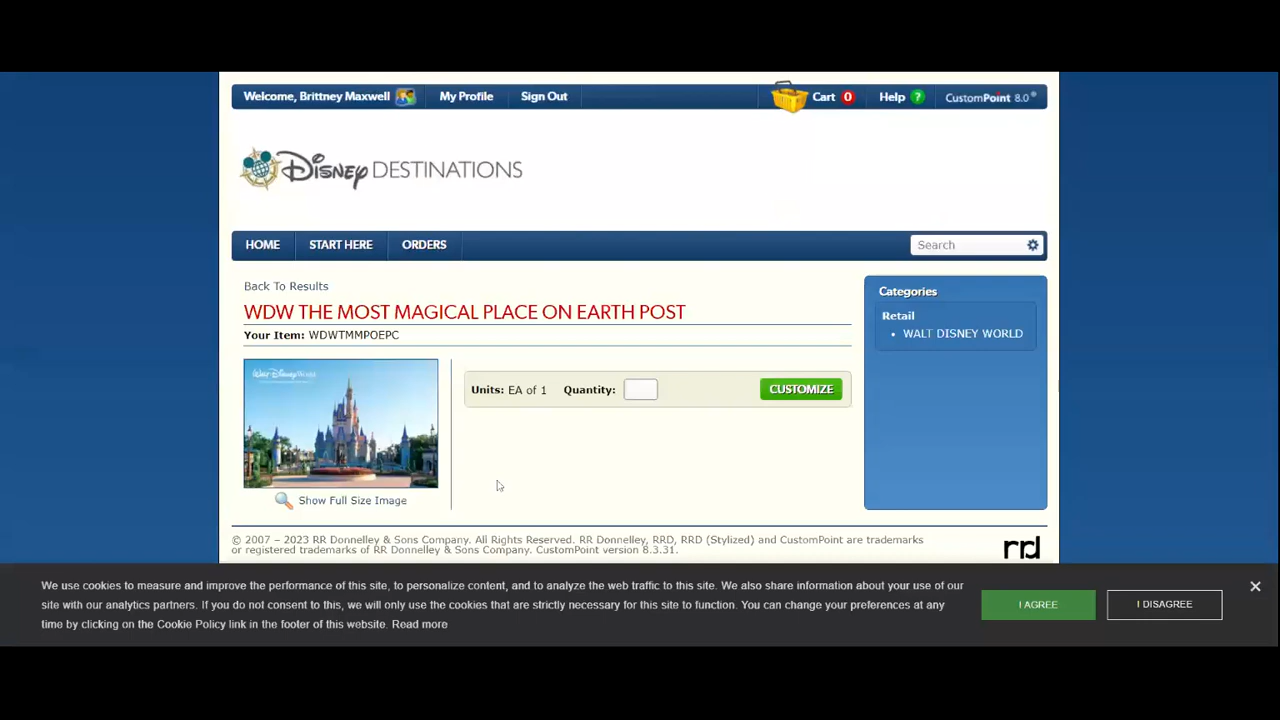 Welcome, Brittney Maxwell My Profile Sign Out Cart 0 Help ? CustomPoint 8.0®
Disney DESTINATIONS
HOME START HERE ORDERS Search
Back To Results
WDW THE MOST MAGICAL PLACE ON EARTH POST
Your Item: WDWTMMPOEPC
Walt Disney World
Units: EA of 1 Quantity: CUSTOMIZE
Show Full Size Image
Categories
Retail
• WALT DISNEY WORLD
© 2007 – 2023 RR Donnelley & Sons Company. All Rights Reserved. RR Donnelley, RRD, RRD (Stylized) and CustomPoint are trademarks
or registered trademarks of RR Donnelley & Sons Company. CustomPoint version 8.3.31.
rrd
We use cookies to measure and improve the performance of this site, to personalize content, and to analyze the web traffic to this site. We also share information about your use of our
site with our analytics partners. If you do not consent to this, we will only use the cookies that are strictly necessary for this site to function. You can change your preferences at any
time by clicking on the Cookie Policy link in the footer of this website. Read more
I AGREE
I DISAGREE